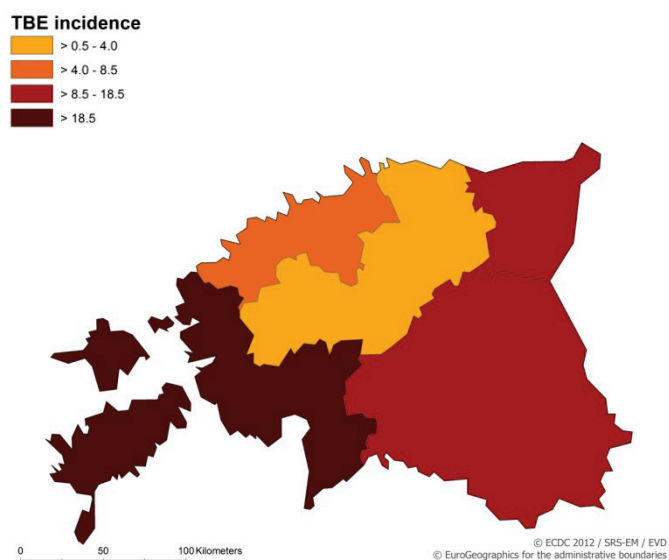 TBE incidence
> 0.5 - 4.0
> 4.0 - 8.5
> 8.5 - 18.5
> 18.5
0 50 100 Kilometers
© ECDC 2012 / SRS-EM / EVD
© EuroGeographics for the administrative boundaries